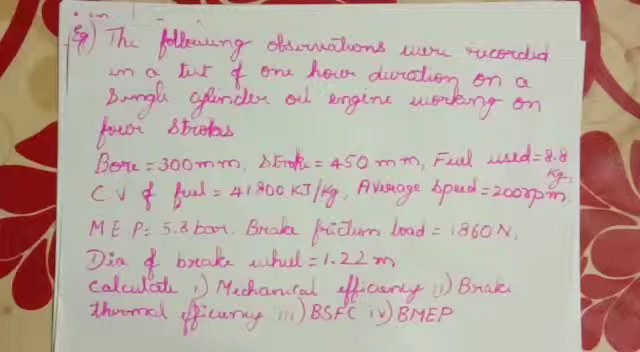 Eg) The following observations were recorded
in a test of one hour duration on a
Single cylinder oil engine working on
four Strokes
Bore = 300 mm, Stroke = 450 mm, Fuel used = 8.8 Kg,
C V of fuel = 41800 KJ/kg, Average Speed = 200 rpm
M E P = 5.8 bar. Brake friction load = 1860 N,
Dia of brake wheel = 1.22 m
Calculate i) Mechanical efficiency ii) Brake
thermal efficiency iii) BSFC iv) BMEP